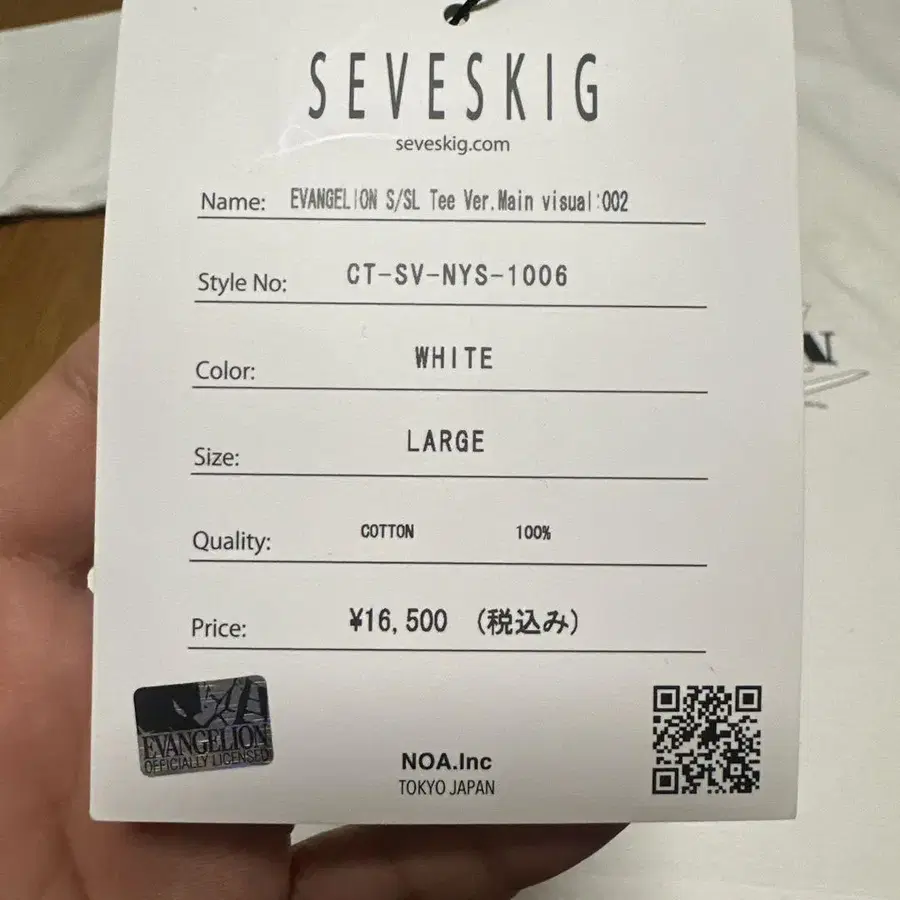 SEVESKIG
seveskig.com
Name: EVANGELION S/SL Tee Ver.Main visual:002
Style No: CT-SV-NYS-1006
Color: WHITE
Size: LARGE
Quality: COTTON 100%
Price: ¥16,500 (税込み)
EVANGELION
OFFICIALLY LICENSED
NOA.Inc
TOKYO JAPAN
N